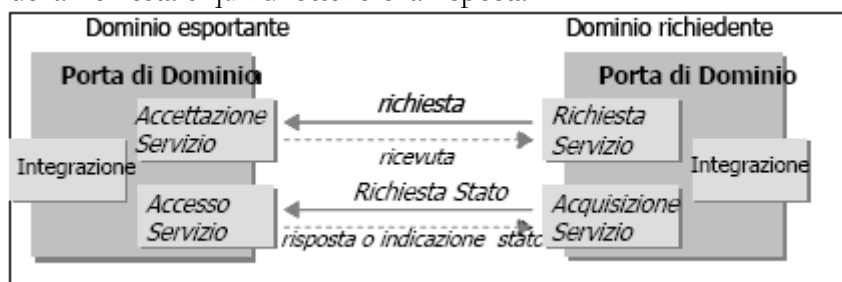 Dominio esportante Dominio richiedente
Porta di Dominio Porta di Dominio
Accettazione Servizio
richiesta
ricevuta
Richiesta Servizio
Integrazione
Integrazione
Accesso Servizio
Richiesta Stato
risposta o indicazione stato
Acquisizione Servizio